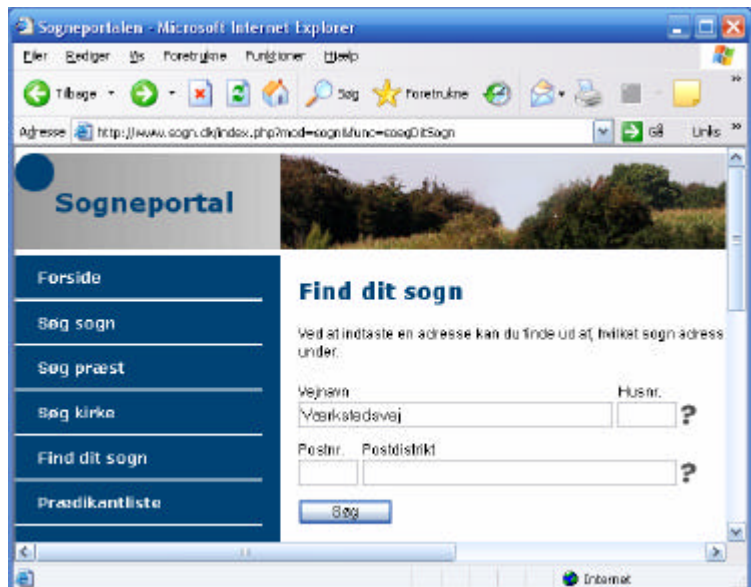 Sogneportalen - Microsoft Internet Explorer
Filer Rediger Vis Foretrukne Funktioner Hjælp
Tilbage Søg Foretrukne »
Adresse http://www.sogn.dk/index.php?mod=sogn&func=soegDitSogn Gå Links »
Sogneportal
Forside
Søg sogn
Søg præst
Søg kirke
Find dit sogn
Prædikantliste
Find dit sogn
Ved at indtaste en adresse kan du finde ud af, hvilket sogn adress
under.
Vejnavn Husnr.
Værkstedsvej ?
Postnr. Postdistrikt
?
Søg
Internet